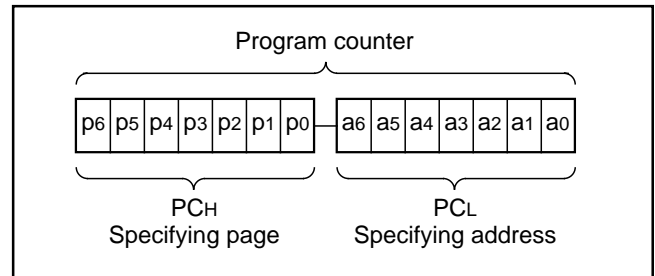 Program counter
p6 p5 p4 p3 p2 p1 p0 a6 a5 a4 a3 a2 a1 a0
PCH PCL
Specifying page Specifying address